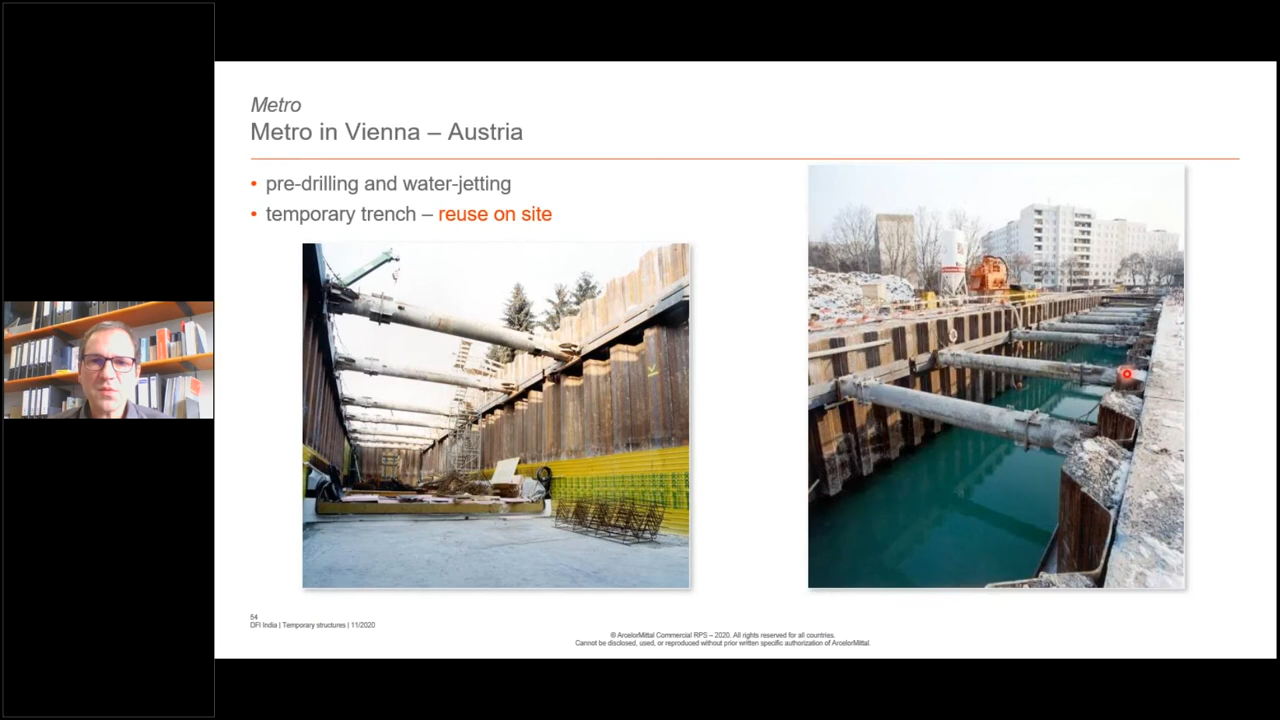 Metro
Metro in Vienna – Austria
• pre-drilling and water-jetting
• temporary trench – reuse on site
54
DFI India | Temporary structures | 11/2020
© ArcelorMittal Commercial RPS – 2020. All rights reserved for all countries.
Cannot be disclosed, used, or reproduced without prior written specific authorization of ArcelorMittal.